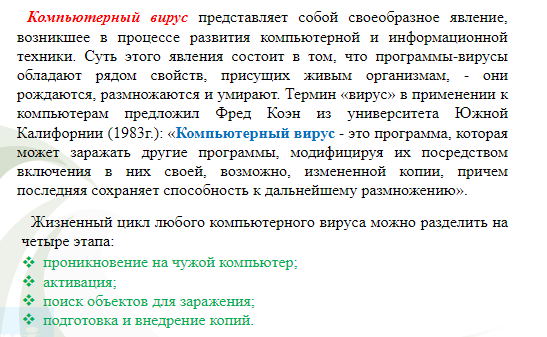 Компьютерный вирус представляет собой своеобразное явление,
возникшее в процессе развития компьютерной и информационной
техники. Суть этого явления состоит в том, что программы-вирусы
обладают рядом свойств, присущих живым организмам, - они
рождаются, размножаются и умирают. Термин «вирус» в применении к
компьютерам предложил Фред Коэн из университета Южной
Калифорнии (1983г.): «Компьютерный вирус - это программа, которая
может заражать другие программы, модифицируя их посредством
включения в них своей, возможно, измененной копии, причем
последняя сохраняет способность к дальнейшему размножению».
Жизненный цикл любого компьютерного вируса можно разделить на
четыре этапа:
❖ проникновение на чужой компьютер;
❖ активация;
❖ поиск объектов для заражения;
❖ подготовка и внедрение копий.